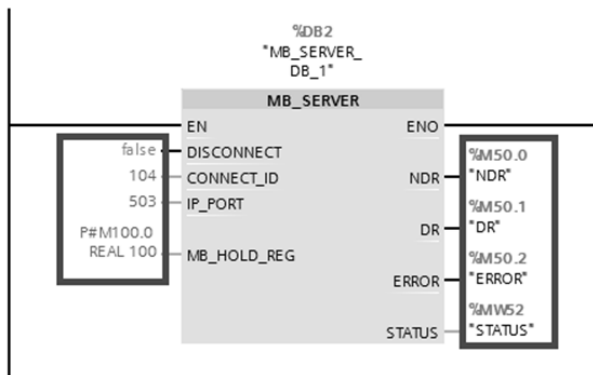 %DB2
"MB_SERVER_
DB_1"
MB_SERVER
EN
ENO
false
DISCONNECT
%M50.0
104
CONNECT_ID
NDR
"NDR"
503
IP_PORT
%M50.1
DR
"DR"
P#M100.0
REAL 100
MB_HOLD_REG
%M50.2
ERROR
"ERROR"
%MW52
STATUS
"STATUS"